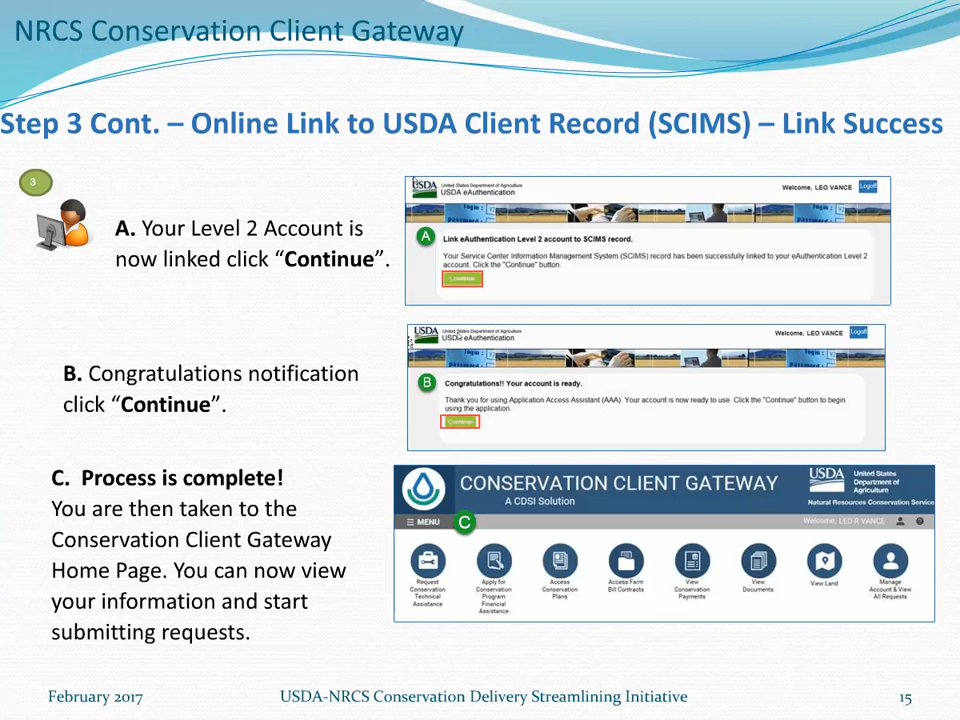 NRCS Conservation Client Gateway
Step 3 Cont. – Online Link to USDA Client Record (SCIMS) – Link Success
3
A. Your Level 2 Account is
now linked click “Continue”.
USDA
United States Department of Agriculture
USDA eAuthentication
Welcome, LEO VANCE
Logoff
A
Link eAuthentication Level 2 account to SCIMS record.
Your Service Center Information Management System (SCIMS) record has been successfully linked to your eAuthentication Level 2
account. Click the "Continue" button.
Continue
B. Congratulations notification
click “Continue”.
USDA
United States Department of Agriculture
USDA eAuthentication
Welcome, LEO VANCE
Logoff
B
Congratulations!! Your account is ready.
Thank you for using Application Access Assistant (AAA). Your account is now ready to use. Click the "Continue" button to begin
using the application.
Continue
C. Process is complete!
You are then taken to the
Conservation Client Gateway
Home Page. You can now view
your information and start
submitting requests.
CONSERVATION CLIENT GATEWAY
A CDSI Solution
USDA
United States
Department of
Agriculture
Natural Resources Conservation Service
MENU
C
Welcome, LEO R VANCE
Request
Conservation
Technical
Assistance
Apply for
Conservation
Program
Financial
Assistance
Access
Conservation
Plans
Access Farm
Bill Contracts
View
Conservation
Payments
View
Documents
View Land
Manage
Account & View
All Requests
February 2017
USDA-NRCS Conservation Delivery Streamlining Initiative
15